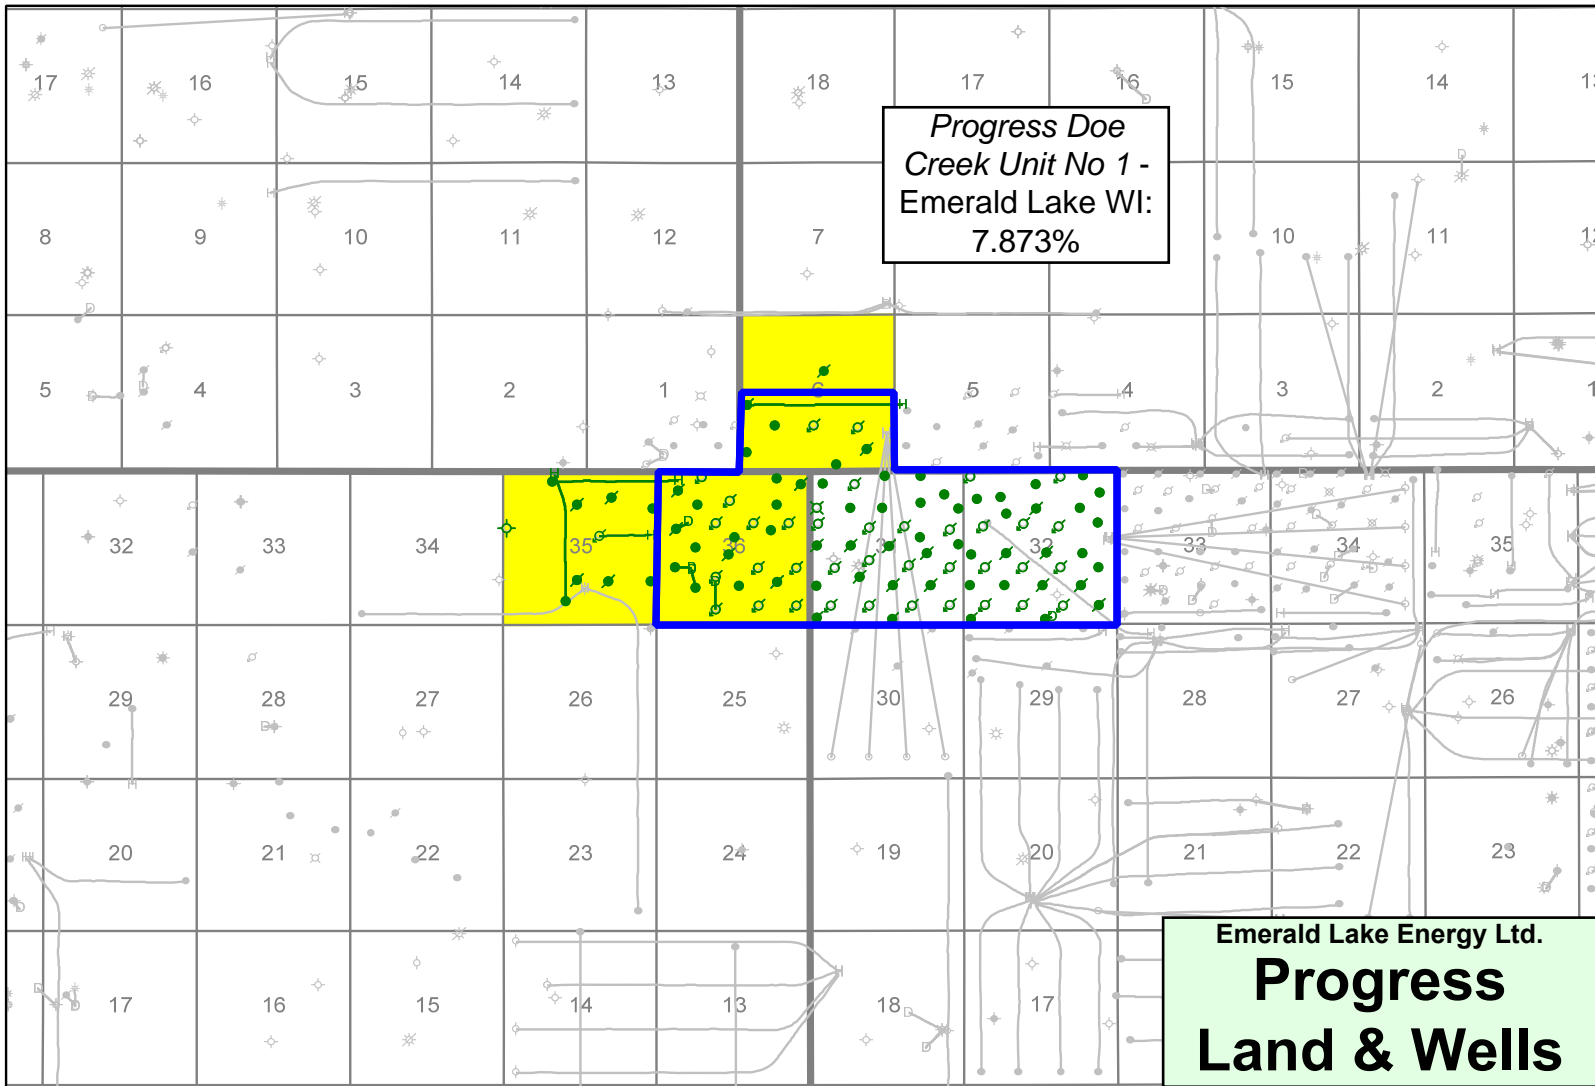 17 16 15 14 13 18 17 16 15 14 13
Progress Doe
Creek Unit No 1 -
Emerald Lake WI:
7.873%
8 9 10 11 12 7 10 11 12
5 4 3 2 1 6 5 4 3 2 1
32 33 34 35 36 31 32 33 34 35
29 28 27 26 25 30 29 28 27 26
20 21 22 23 24 19 20 21 22 23
17 16 15 14 13 18 17
Emerald Lake Energy Ltd.
Progress
Land & Wells